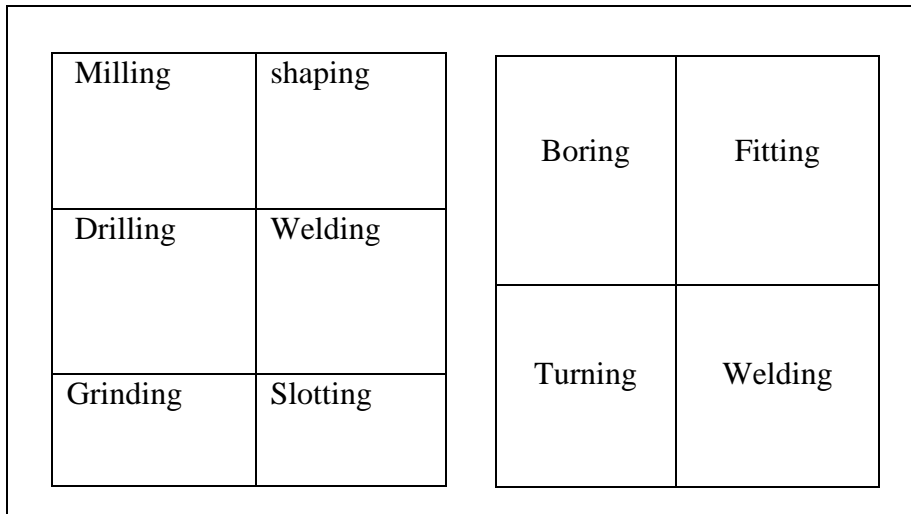 Milling shaping
Boring Fitting
Drilling Welding
Turning Welding
Grinding Slotting